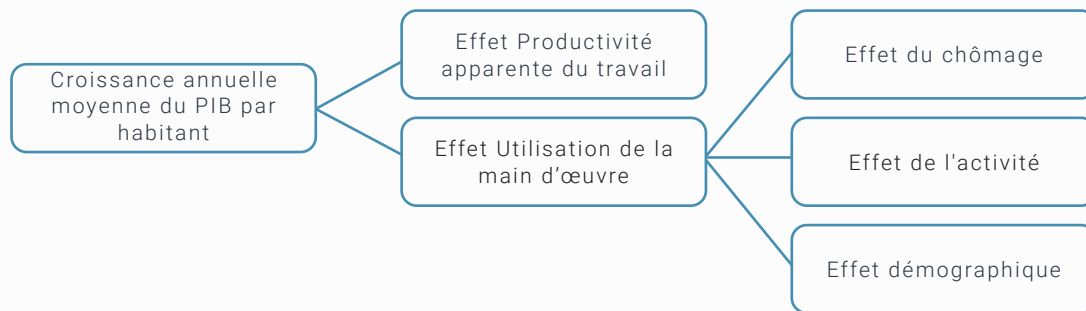 Croissance annuelle
moyenne du PIB par
habitant
Effet Productivité
apparente du travail
Effet Utilisation de la
main d’œuvre
Effet du chômage
Effet de l'activité
Effet démographique